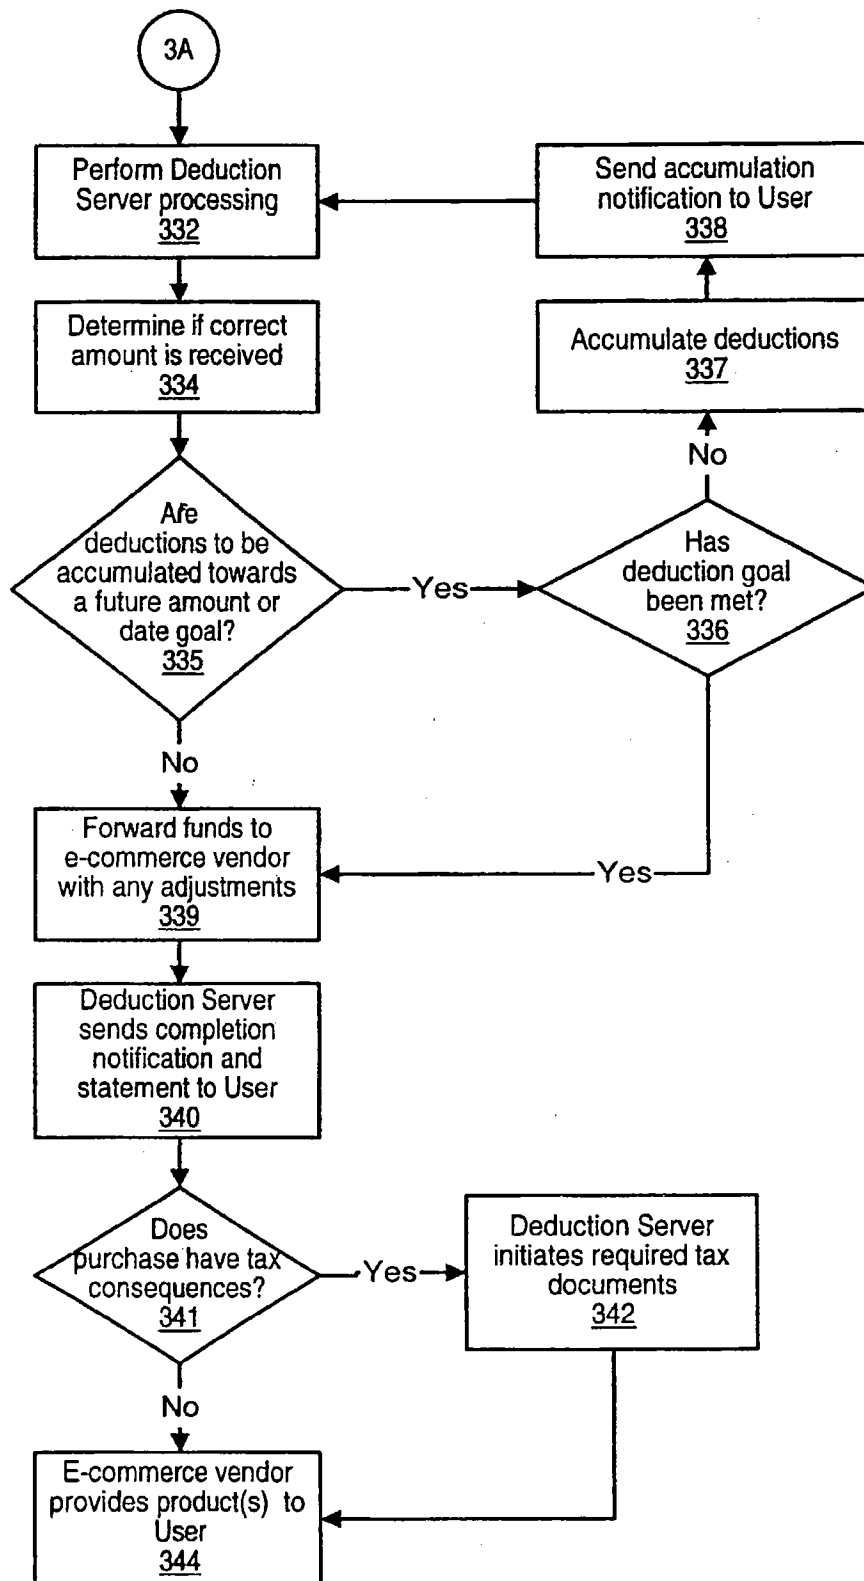 3A
Perform Deduction
Server processing
332
Send accumulation
notification to User
338
Determine if correct
amount is received
334
Accumulate deductions
337
No
Are
deductions to be
accumulated towards
a future amount or
date goal?
335
Yes
Has
deduction goal
been met?
336
No
Forward funds to
e-commerce vendor
with any adjustments
339
Yes
Deduction Server
sends completion
notification and
statement to User
340
Does
purchase have tax
consequences?
341
Yes
Deduction Server
initiates required tax
documents
342
No
E-commerce vendor
provides product(s) to
User
344